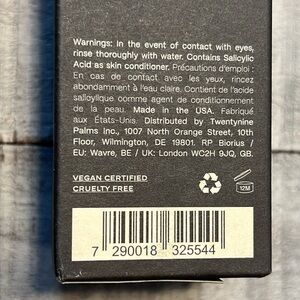 Warnings: In the event of contact with eyes,
rinse thoroughly with water. Contains Salicylic
Acid as skin conditioner. Précautions d'emploi :
En cas de contact avec les yeux, rincez
abondamment à l'eau claire. Contient de l'acide
salicylique comme agent de conditionnement
de la peau. Made in the USA. Fabriqué
aux États-Unis. Distributed by Twentynine
Palms Inc., 1007 North Orange Street, 10th
Floor, Wilmington, DE 19801. RP Biorius /
EU: Wavre, BE / UK: London WC2H 9JQ, GB.
VEGAN CERTIFIED
CRUELTY FREE
12M
7 290018 325544